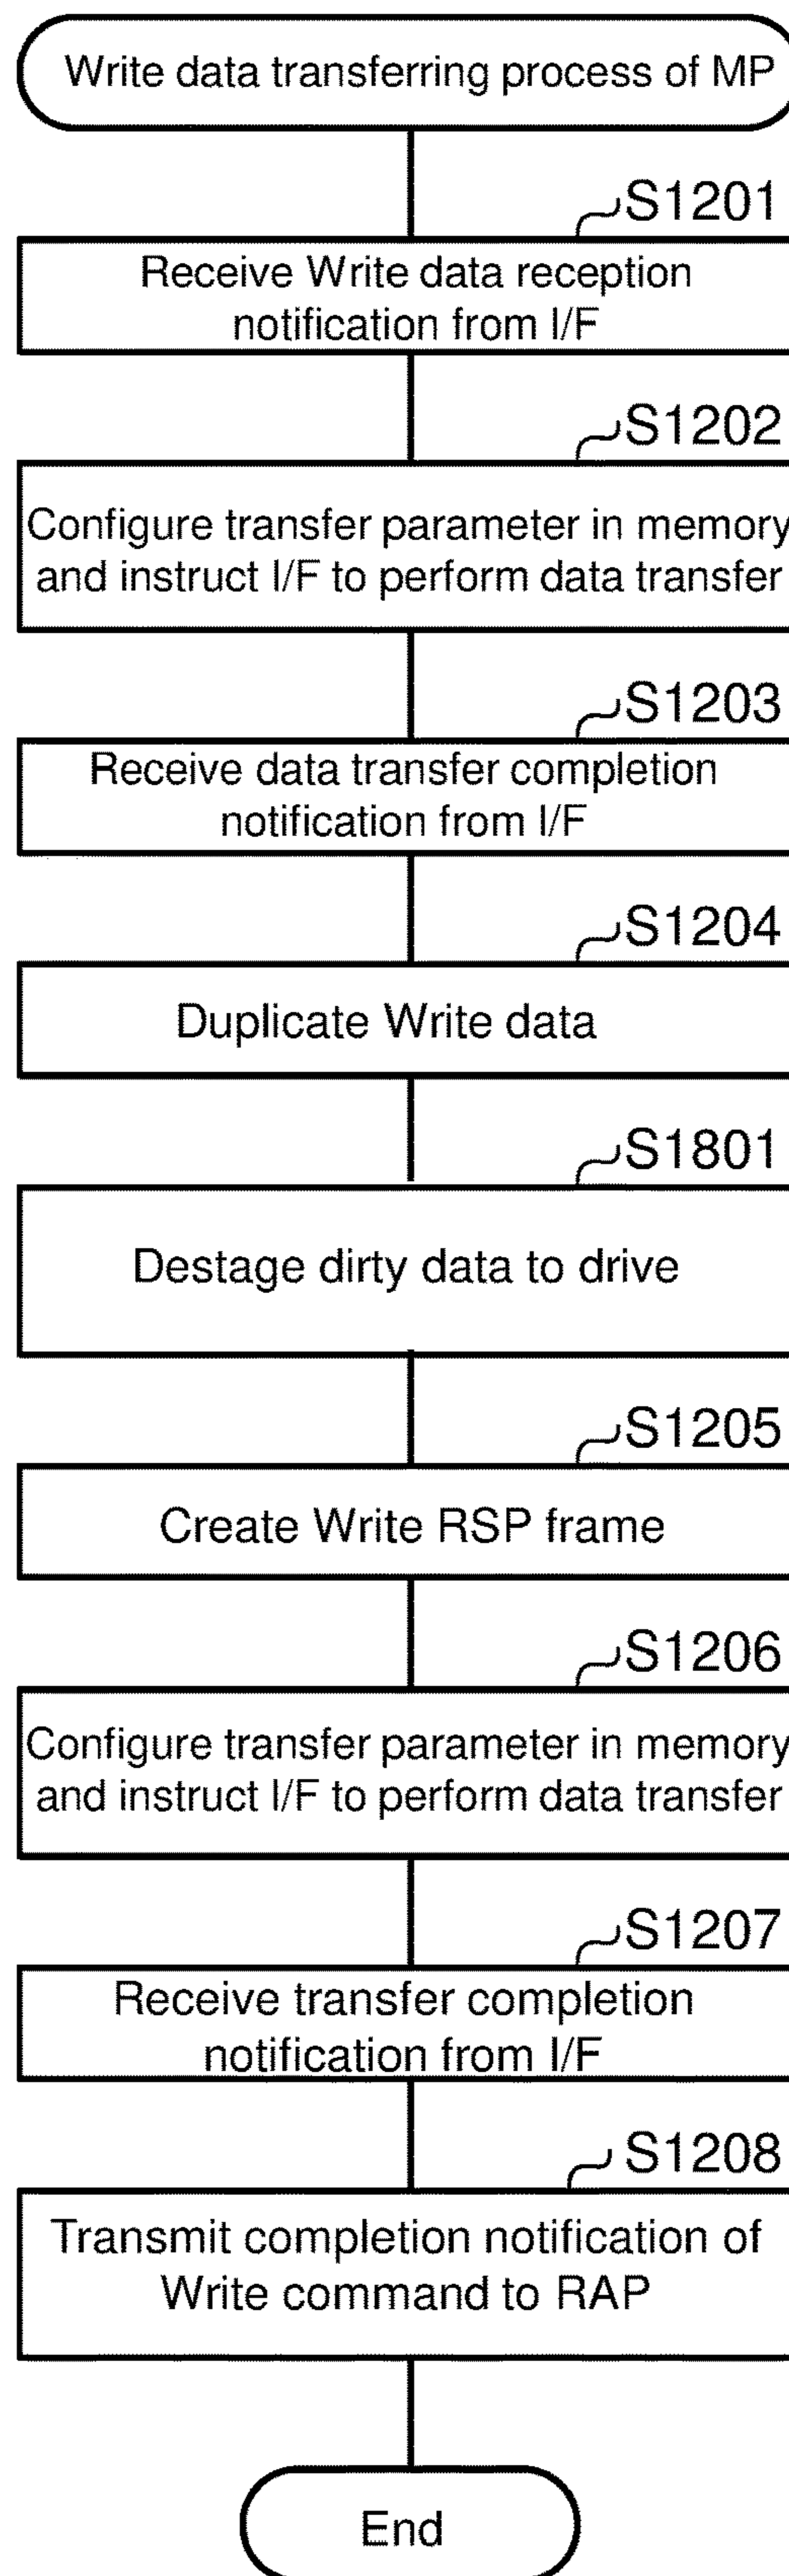 Write data transferring process of MP
S1201
Receive Write data reception
notification from I/F
S1202
Configure transfer parameter in memory
and instruct I/F to perform data transfer
S1203
Receive data transfer completion
notification from I/F
S1204
Duplicate Write data
S1801
Destage dirty data to drive
S1205
Create Write RSP frame
S1206
Configure transfer parameter in memory
and instruct I/F to perform data transfer
S1207
Receive transfer completion
notification from I/F
S1208
Transmit completion notification of
Write command to RAP
End